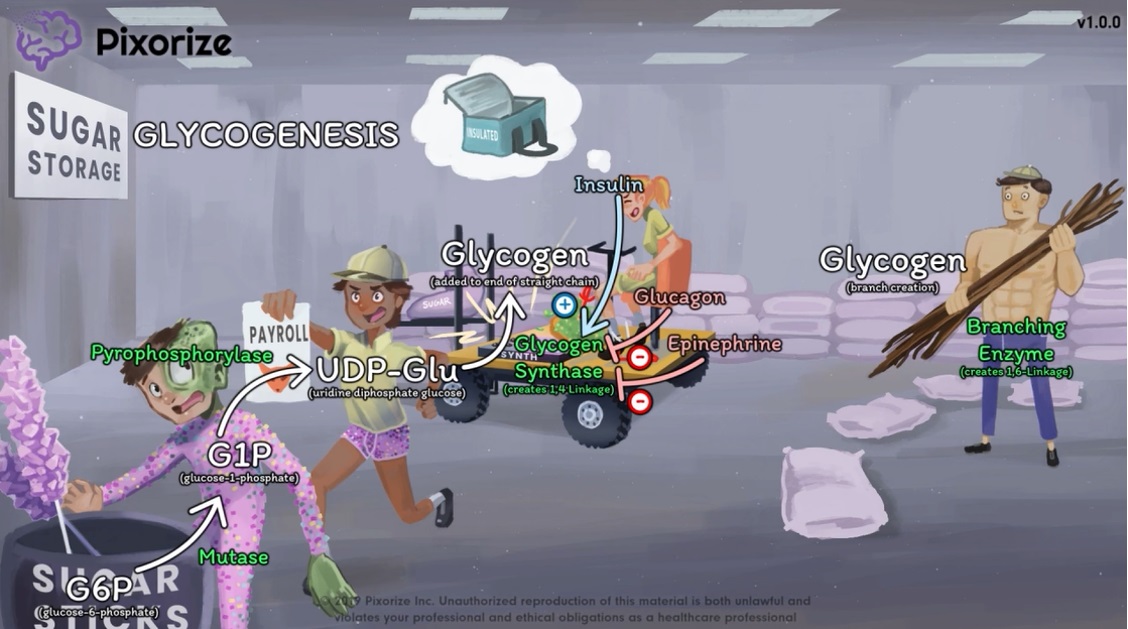 Pixorize
v1.0.0
SUGAR
STORAGE
GLYCOGENESIS
INSULATED
Insulin
Glycogen
(added to end of straight chain)
Glycogen
(branch creation)
SUGAR
Glucagon
PAYROLL
Pyrophosphorylase
Branching
Enzyme
(creates 1,6-Linkage)
Glycogen
Synthase
(creates 1,4-Linkage)
Epinephrine
SYNTH
UDP-Glu
(uridine diphosphate glucose)
G1P
(glucose-1-phosphate)
Mutase
SUGAR
STICKS
G6P
(glucose-6-phosphate)
© 2019 Pixorize Inc. Unauthorized reproduction of this material is both unlawful and
violates your professional and ethical obligations as a healthcare professional